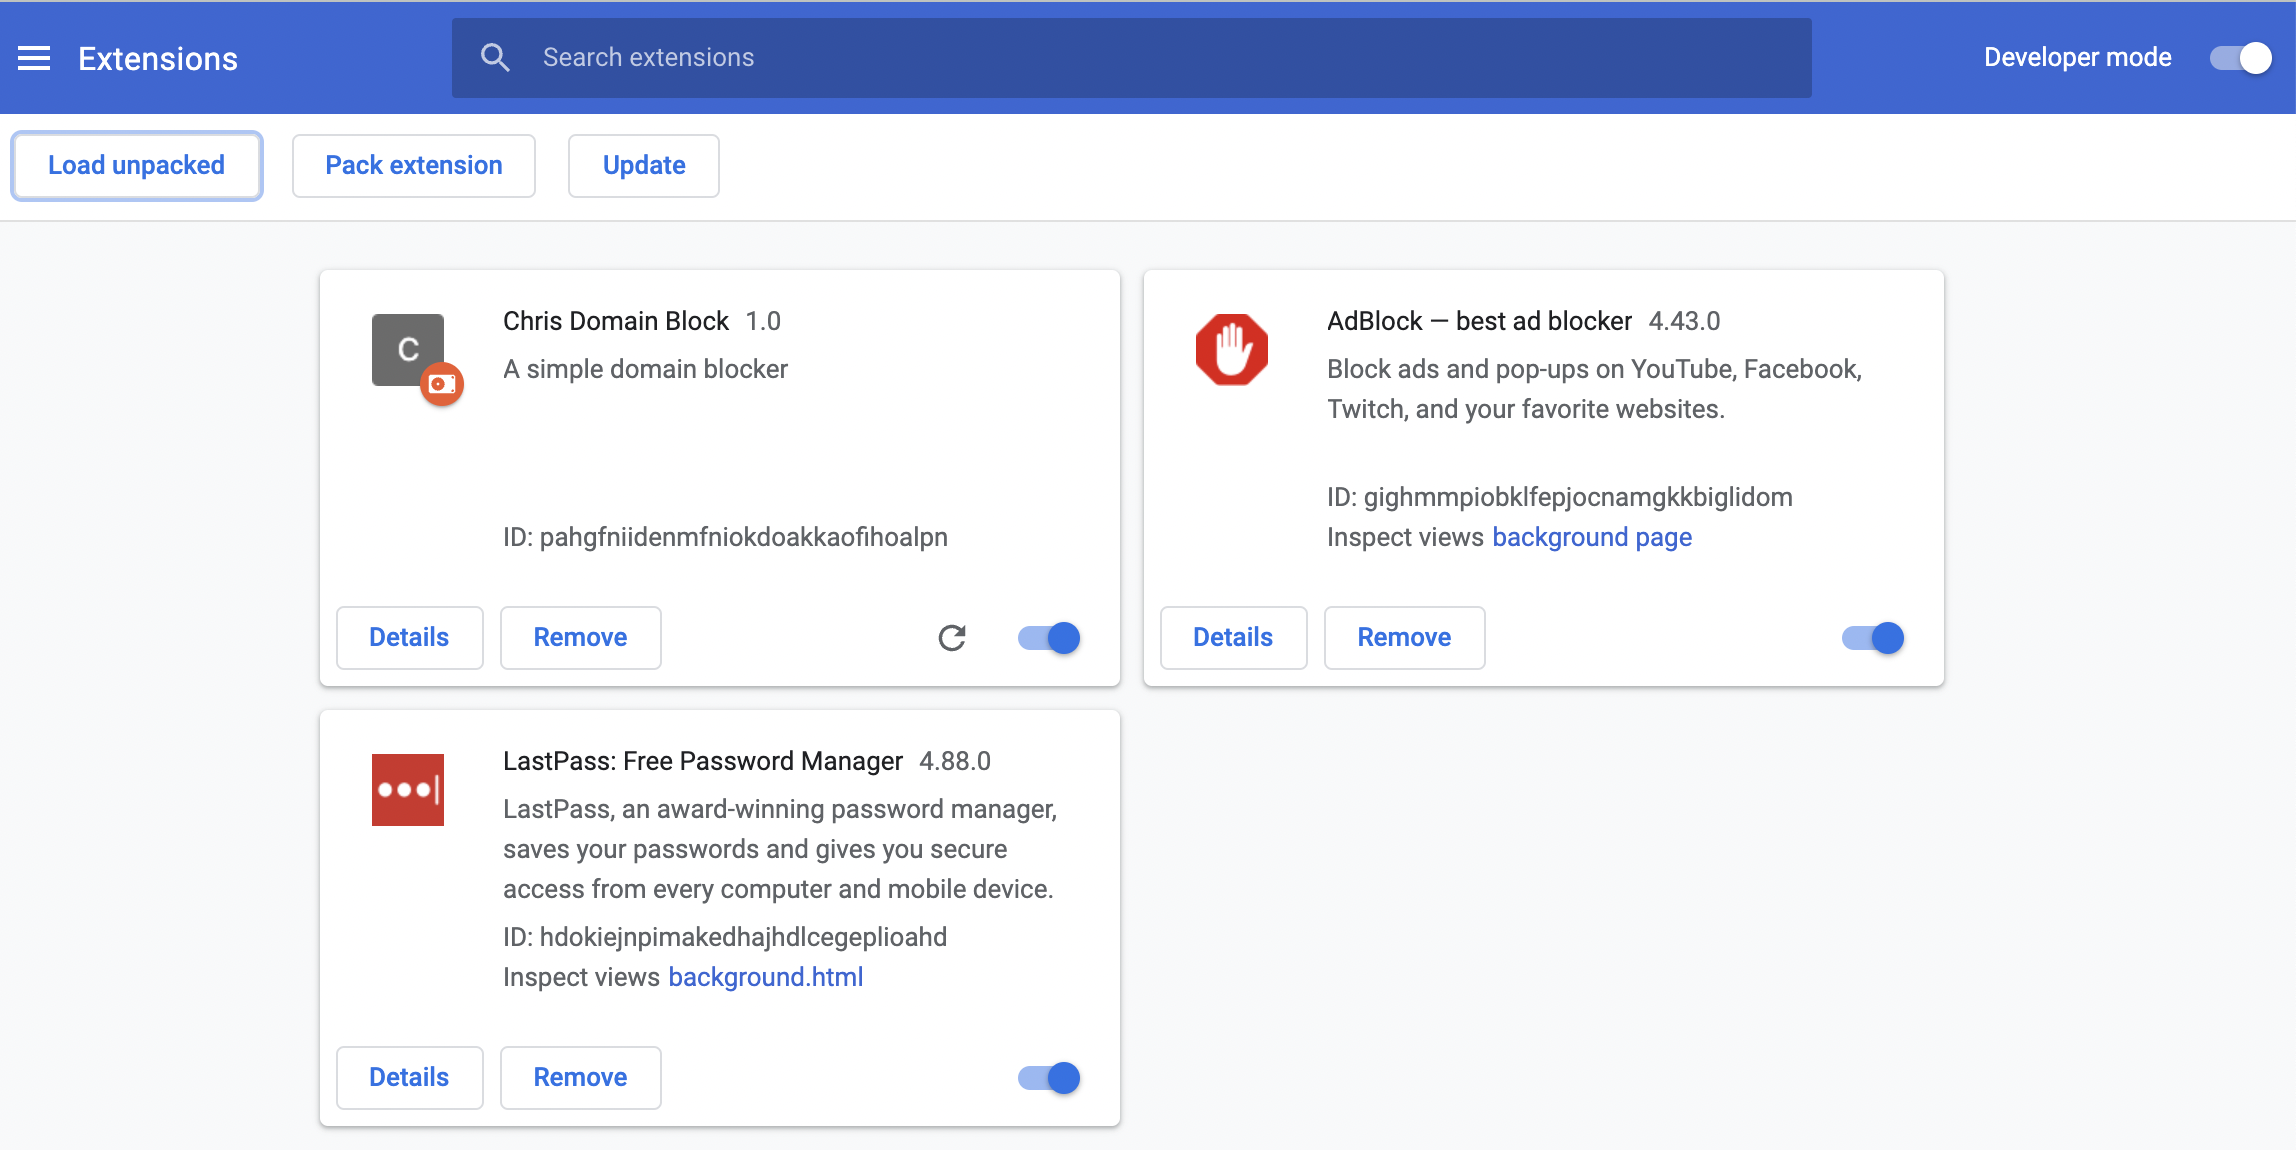 Extensions
Search extensions
Developer mode
Load unpacked
Pack extension
Update
C
Chris Domain Block 1.0
A simple domain blocker
ID: pahgfniidenmfniokdoakkaofihoalpn
Details
Remove
AdBlock — best ad blocker 4.43.0
Block ads and pop-ups on YouTube, Facebook,
Twitch, and your favorite websites.
ID: gighmmpiobklfepjocnamgkkbiglidom
Inspect views background page
Details
Remove
LastPass: Free Password Manager 4.88.0
LastPass, an award-winning password manager,
saves your passwords and gives you secure
access from every computer and mobile device.
ID: hdokiejnpimakedhajhdlcegeplioahd
Inspect views background.html
Details
Remove